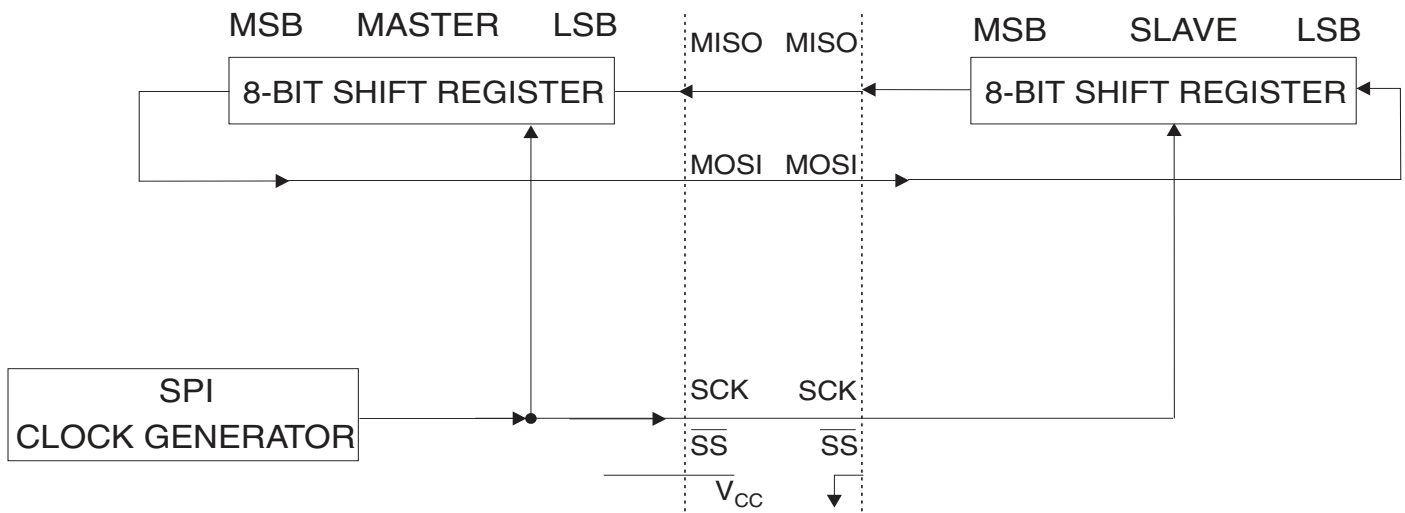 MSB MASTER LSB
MISO MISO
MSB SLAVE LSB
8-BIT SHIFT REGISTER
8-BIT SHIFT REGISTER
MOSI MOSI
SPI
CLOCK GENERATOR
SCK SCK
SS SS
VCC